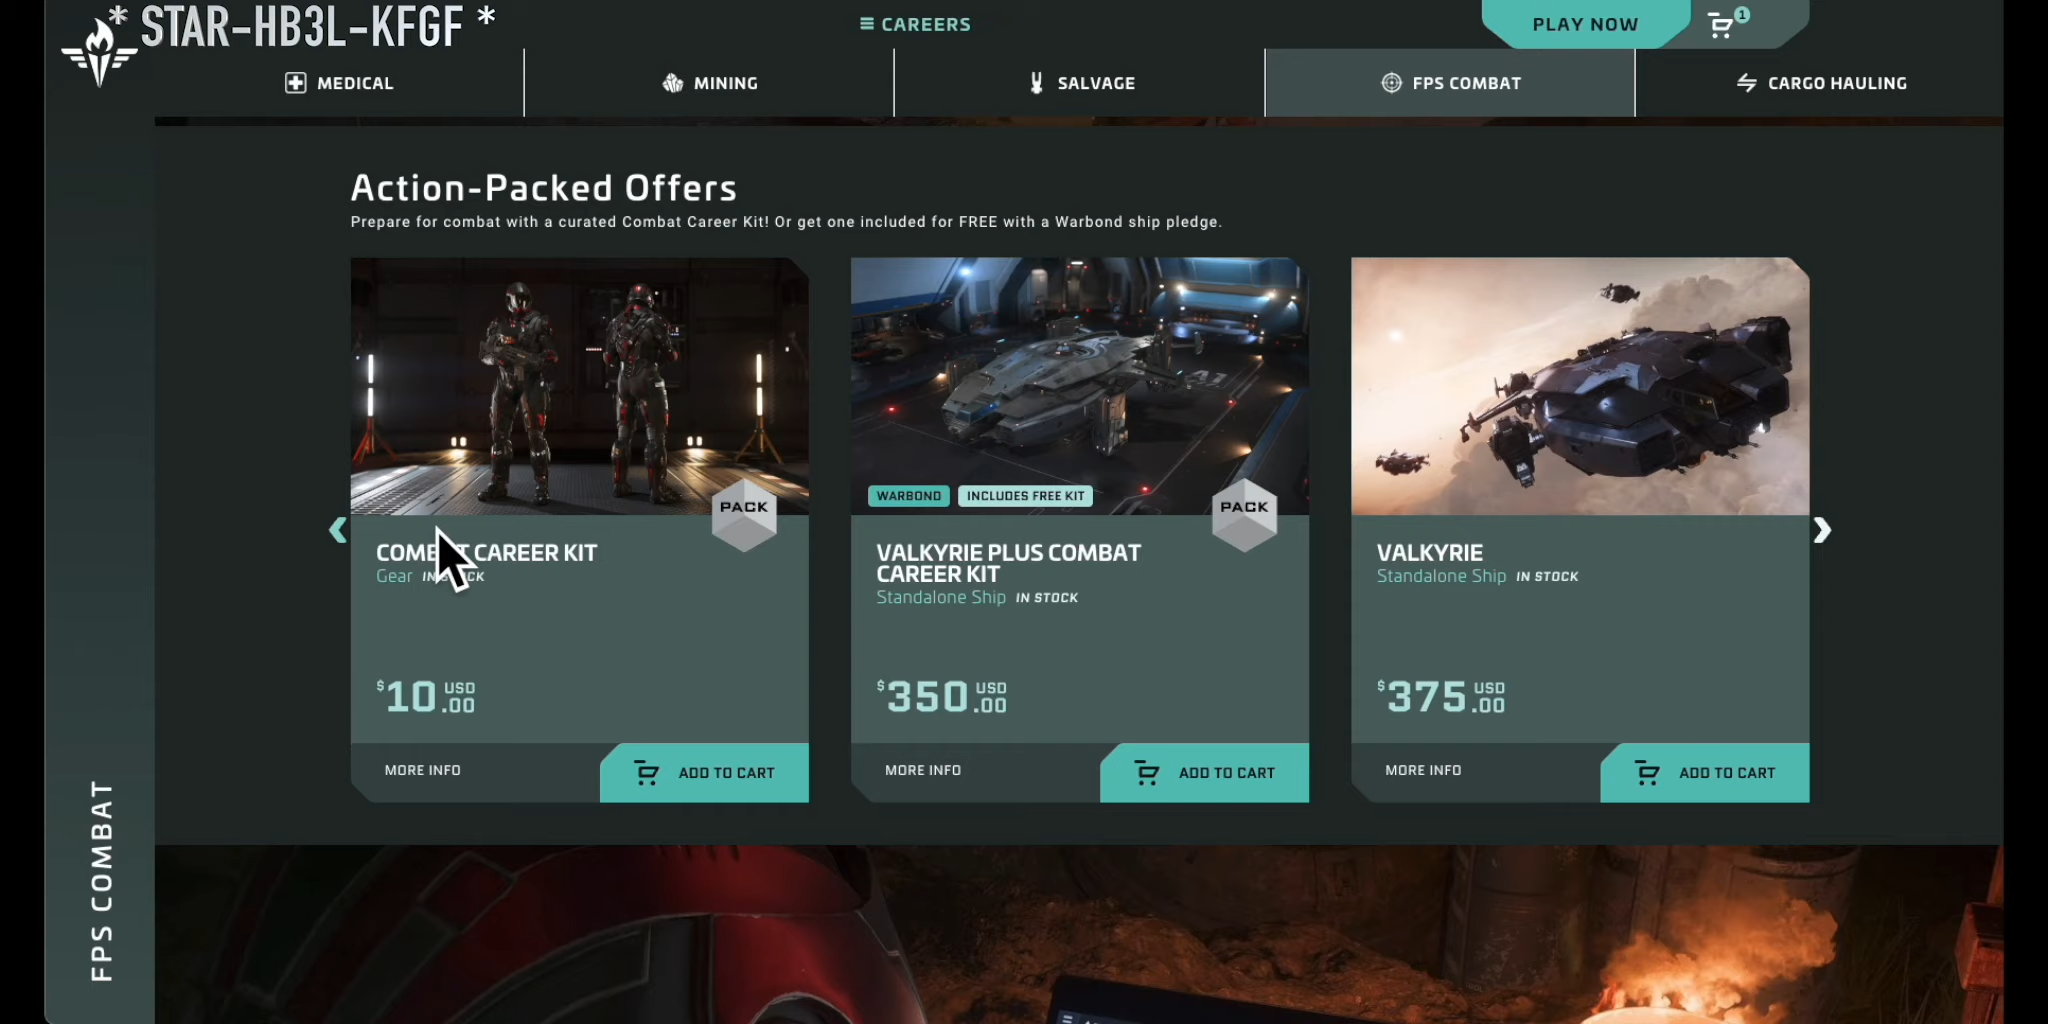 * STAR-HB3L-KFGF *
CAREERS
PLAY NOW
1
MEDICAL
MINING
SALVAGE
FPS COMBAT
CARGO HAULING
Action-Packed Offers
Prepare for combat with a curated Combat Career Kit! Or get one included for FREE with a Warbond ship pledge.
PACK
CAREER KIT
Gear
$10.00 USD
MORE INFO
ADD TO CART
A1
WARBOND
INCLUDES FREE KIT
PACK
VALKYRIE PLUS COMBAT
CAREER KIT
Standalone Ship IN STOCK
$350.00 USD
MORE INFO
ADD TO CART
VALKYRIE
Standalone Ship IN STOCK
$375.00 USD
MORE INFO
ADD TO CART
FPS COMBAT